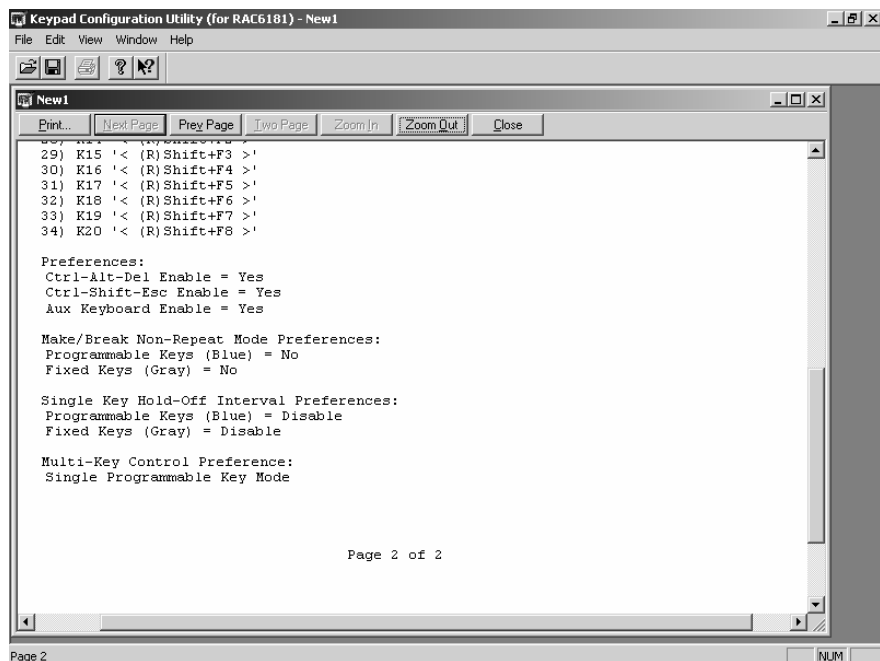 Keypad Configuration Utility (for RAC6181) - New1
File Edit View Window Help
New1
Print... Next Page Prev Page Two Page Zoom In Zoom Out Close
29) K15 '< (R)Shift+F3 >'
30) K16 '< (R)Shift+F4 >'
31) K17 '< (R)Shift+F5 >'
32) K18 '< (R)Shift+F6 >'
33) K19 '< (R)Shift+F7 >'
34) K20 '< (R)Shift+F8 >'
Preferences:
Ctrl-Alt-Del Enable = Yes
Ctrl-Shift-Esc Enable = Yes
Aux Keyboard Enable = Yes
Make/Break Non-Repeat Mode Preferences:
Programmable Keys (Blue) = No
Fixed Keys (Gray) = No
Single Key Hold-Off Interval Preferences:
Programmable Keys (Blue) = Disable
Fixed Keys (Gray) = Disable
Multi-Key Control Preference:
Single Programmable Key Mode
Page 2 of 2
Page 2 NUM